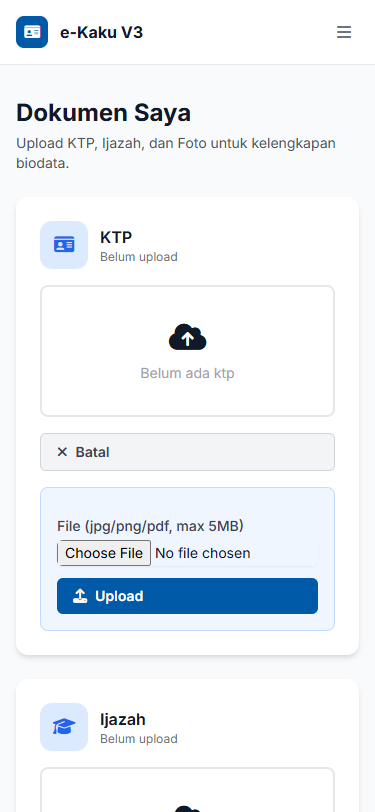 e-Kaku V3
Dokumen Saya
Upload KTP, Ijazah, dan Foto untuk kelengkapan
biodata.
KTP
Belum upload
Belum ada ktp
Batal
File (jpg/png/pdf, max 5MB)
Choose File No file chosen
Upload
Ijazah
Belum upload